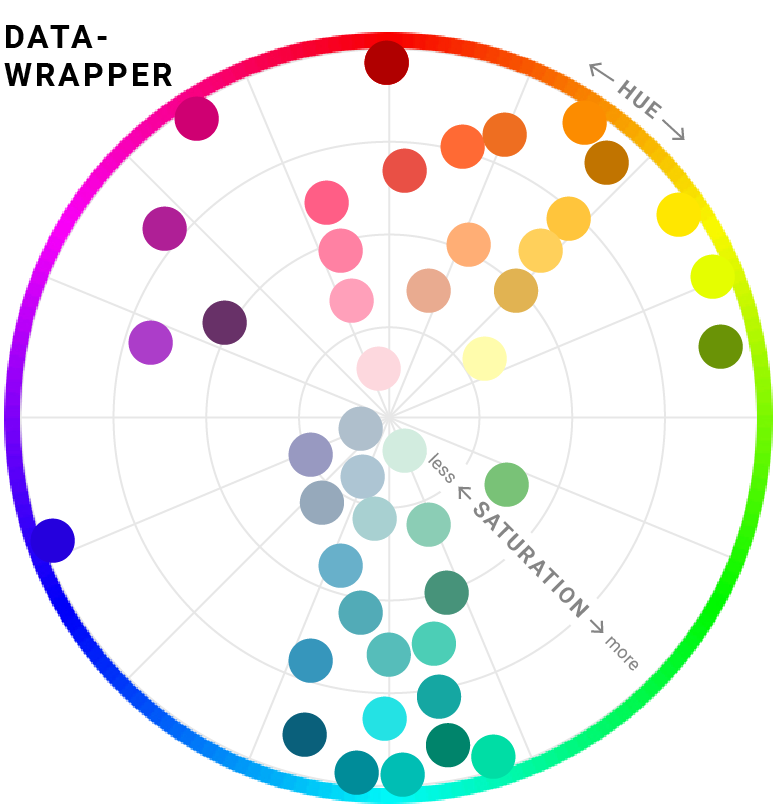 DATA-
WRAPPER
← HUE →
less ← SATURATION → more